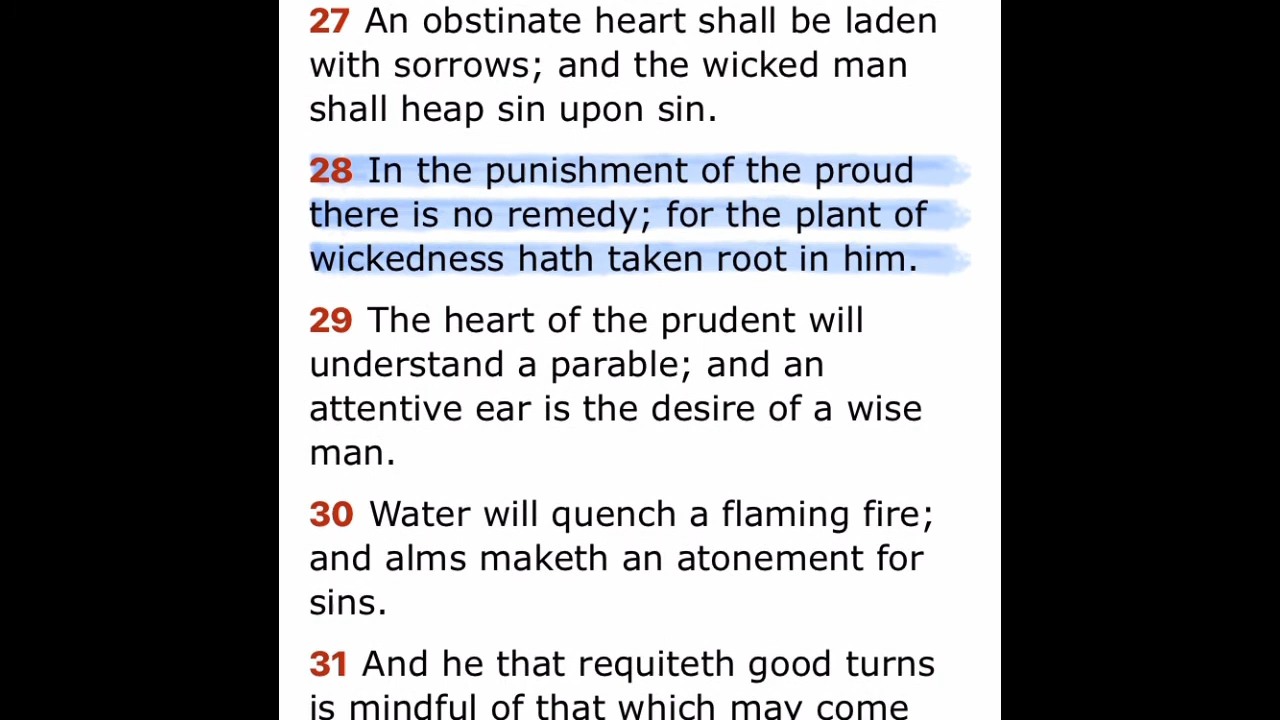 27 An obstinate heart shall be laden
with sorrows; and the wicked man
shall heap sin upon sin.
28 In the punishment of the proud
there is no remedy; for the plant of
wickedness hath taken root in him.
29 The heart of the prudent will
understand a parable; and an
attentive ear is the desire of a wise
man.
30 Water will quench a flaming fire;
and alms maketh an atonement for
sins.
31 And he that requiteth good turns
is mindful of that which may come